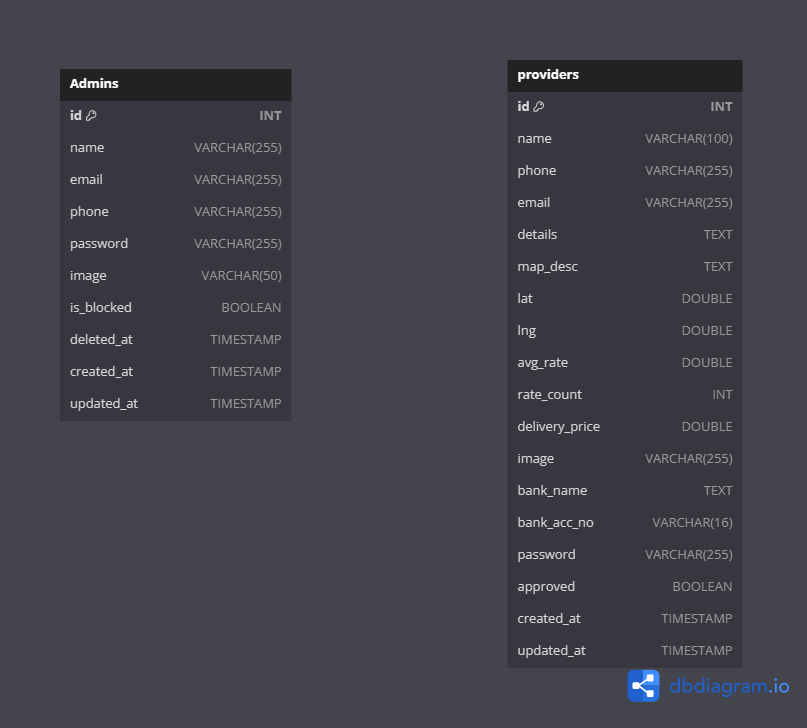 Admins
id INT
name VARCHAR(255)
email VARCHAR(255)
phone VARCHAR(255)
password VARCHAR(255)
image VARCHAR(50)
is_blocked BOOLEAN
deleted_at TIMESTAMP
created_at TIMESTAMP
updated_at TIMESTAMP
providers
id INT
name VARCHAR(100)
phone VARCHAR(255)
email VARCHAR(255)
details TEXT
map_desc TEXT
lat DOUBLE
lng DOUBLE
avg_rate DOUBLE
rate_count INT
delivery_price DOUBLE
image VARCHAR(255)
bank_name TEXT
bank_acc_no VARCHAR(16)
password VARCHAR(255)
approved BOOLEAN
created_at TIMESTAMP
updated_at TIMESTAMP
dbdiagram.io